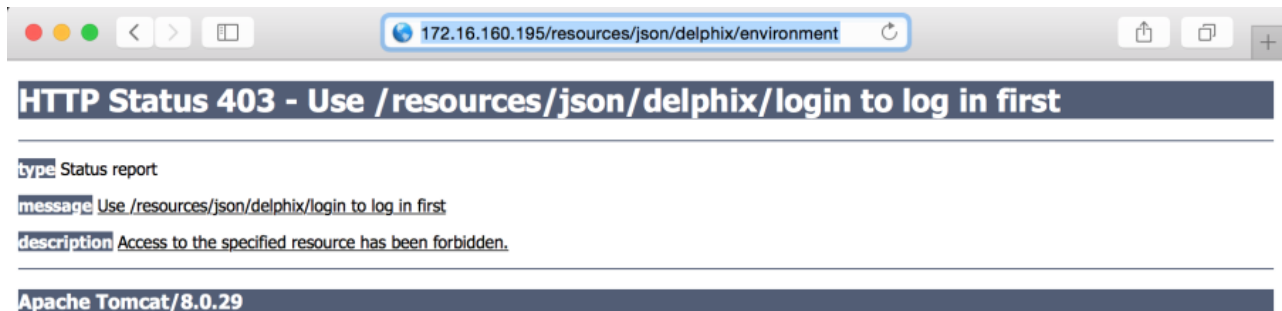 172.16.160.195/resources/json/delphix/environment
HTTP Status 403 - Use /resources/json/delphix/login to log in first
type Status report
message Use /resources/json/delphix/login to log in first
description Access to the specified resource has been forbidden.
Apache Tomcat/8.0.29